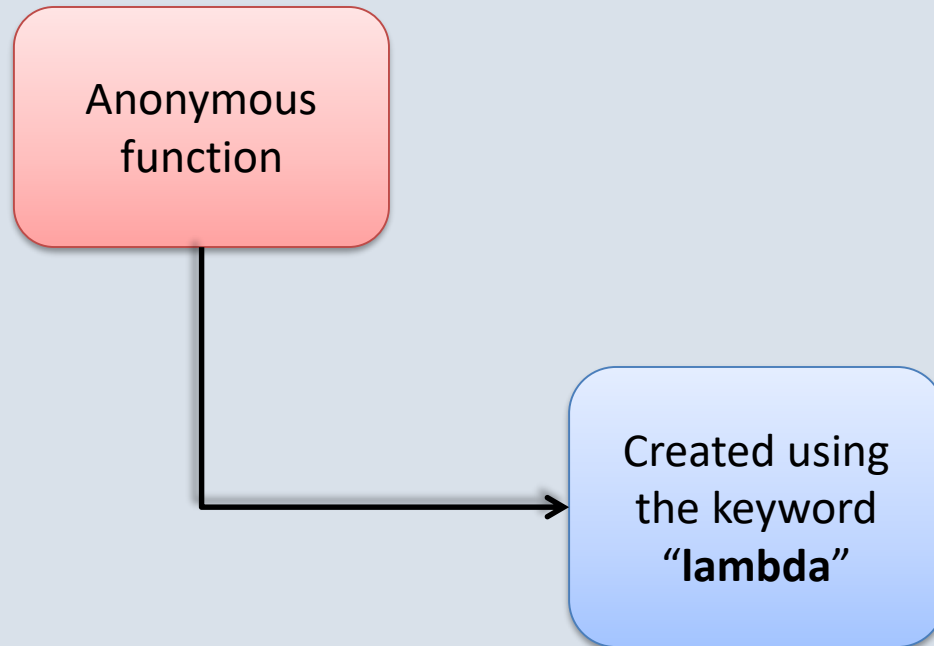 Anonymous
function
Created using
the keyword
“lambda”